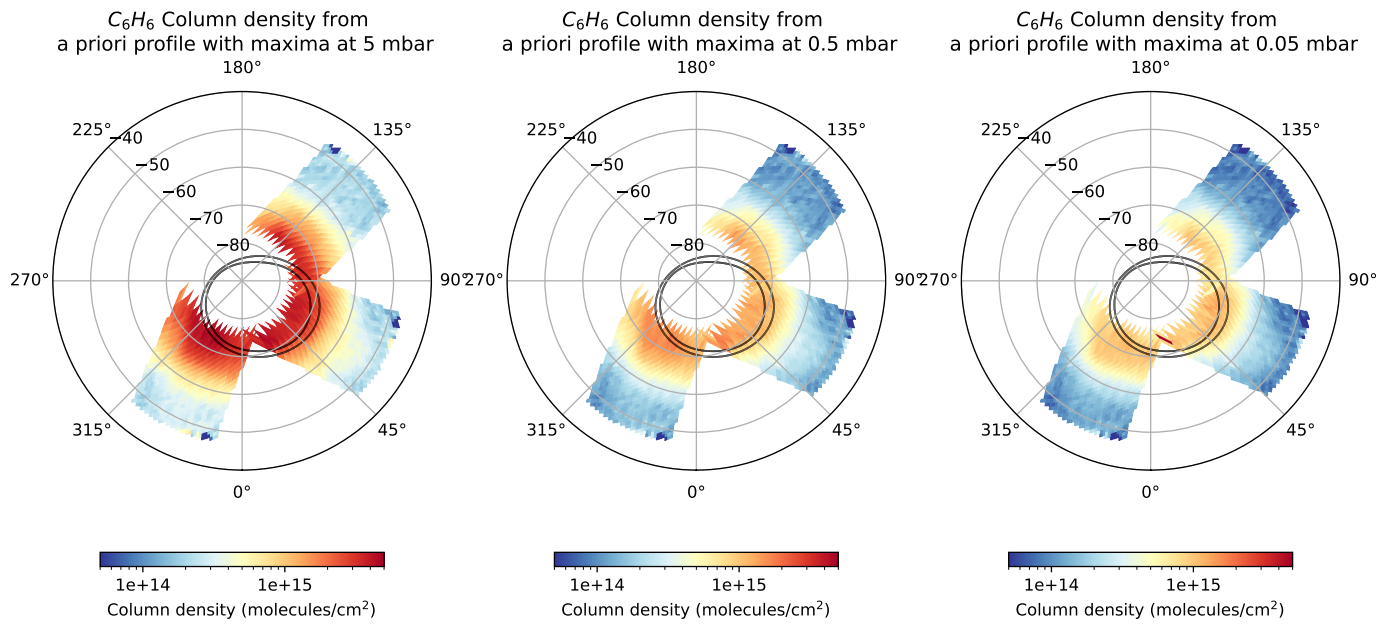 C₆H₆ Column density from
a priori profile with maxima at 5 mbar
180°
225°
135°
−40
−50
−60
−70
−80
270°
90°
315°
45°
0°
1e+14
1e+15
Column density (molecules/cm²)
C₆H₆ Column density from
a priori profile with maxima at 0.5 mbar
180°
225°
135°
−40
−50
−60
−70
−80
270°
90°
315°
45°
0°
1e+14
1e+15
Column density (molecules/cm²)
C₆H₆ Column density from
a priori profile with maxima at 0.05 mbar
180°
225°
135°
−40
−50
−60
−70
−80
270°
90°
315°
45°
0°
1e+14
1e+15
Column density (molecules/cm²)